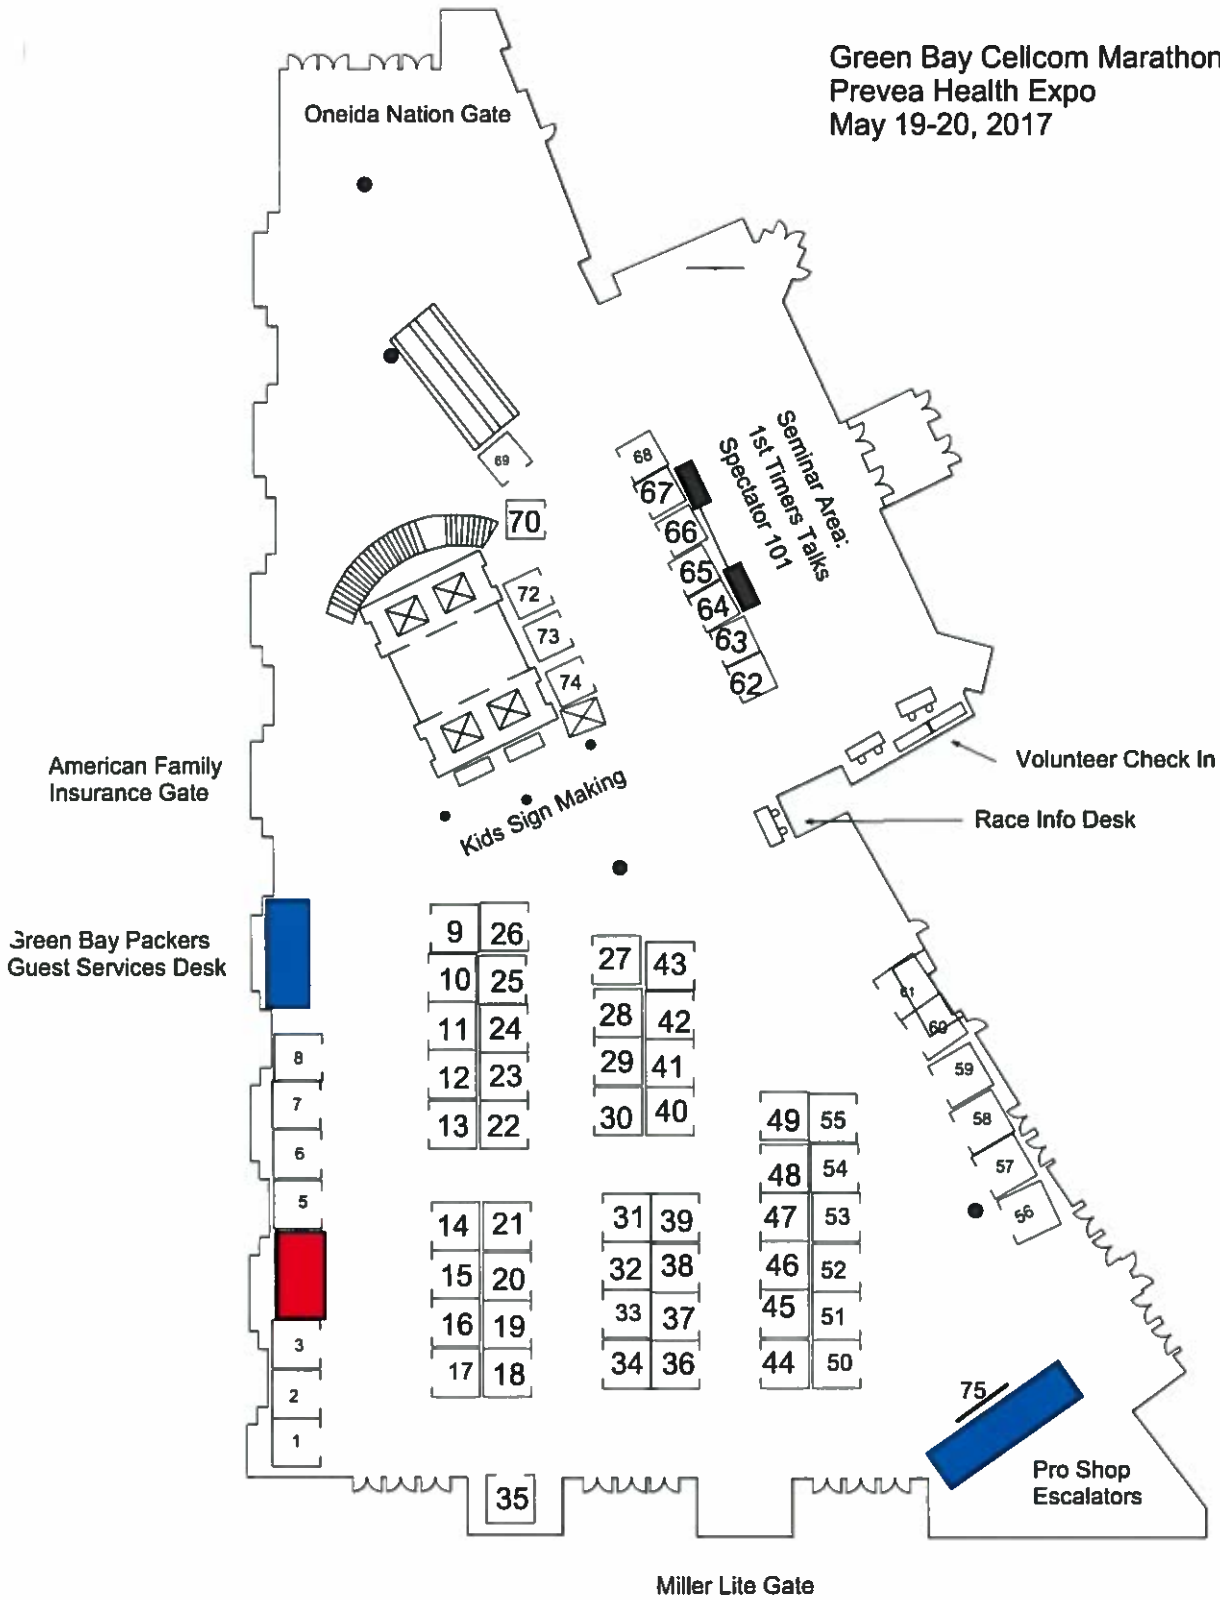 Green Bay Cellcom Marathon
Prevea Health Expo
May 19-20, 2017
Oneida Nation Gate
Seminar Area:
1st Timers Talks
Spectator 101
68
67
66
65
64
63
62
69
70
72
73
74
American Family
Insurance Gate
Volunteer Check In
Race Info Desk
Kids Sign Making
Green Bay Packers
Guest Services Desk
9 26
10 25
11 24
12 23
13 22
27 43
28 42
29 41
30 40
61
60
59
58
57
56
8
7
6
5
3
2
1
14 21
15 20
16 19
17 18
31 39
32 38
33 37
34 36
49 55
48 54
47 53
46 52
45 51
44 50
75
Pro Shop
Escalators
35
Miller Lite Gate